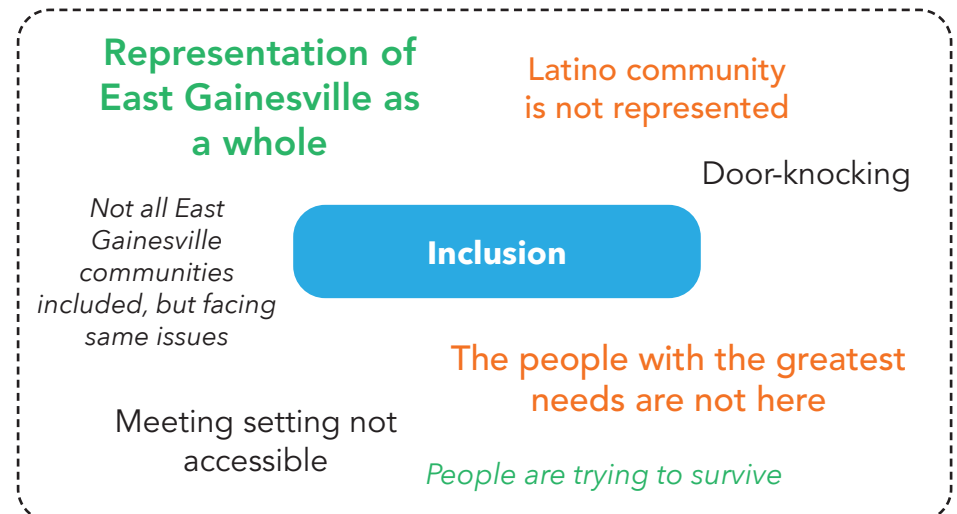 Representation of
East Gainesville as
a whole
Latino community
is not represented
Door-knocking
Not all East
Gainesville
communities
included, but facing
same issues
Inclusion
The people with the greatest
needs are not here
Meeting setting not
accessible
People are trying to survive